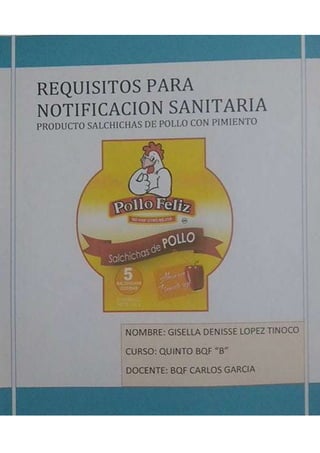 REQUISITOS PARA
NOTIFICACION SANITARIA
PRODUCTO SALCHICHAS DE POLLO CON PIMIENTO
Pollo Feliz
Salchichas de POLLO
5
NOMBRE: GISELLA DENISSE LOPEZ TINOCO
CURSO: QUINTO BQF "B"
DOCENTE: BQF CARLOS GARCIA